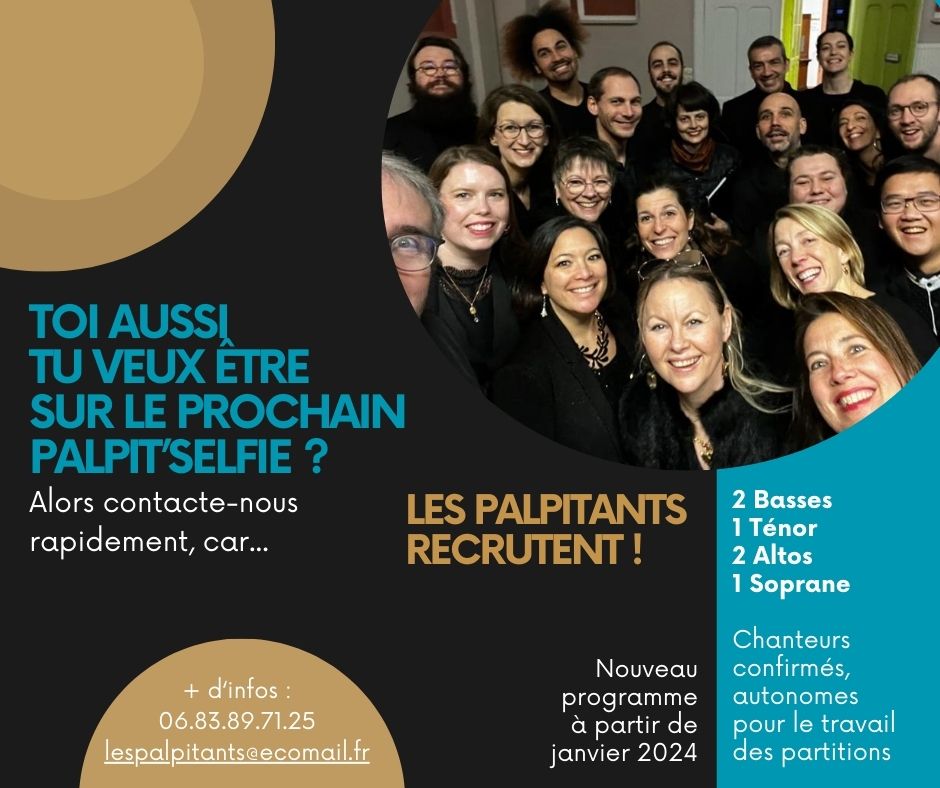 TOI AUSSI
TU VEUX ÊTRE
SUR LE PROCHAIN
PALPIT'SELFIE ?
Alors contacte-nous
rapidement, car...
LES PALPITANTS
RECRUTENT !
2 Basses
1 Ténor
2 Altos
1 Soprane
Chanteurs
confirmés,
autonomes
pour le travail
des partitions
Nouveau
programme
à partir de
janvier 2024
+ d'infos :
06.83.89.71.25
lespalpitants@ecomail.fr